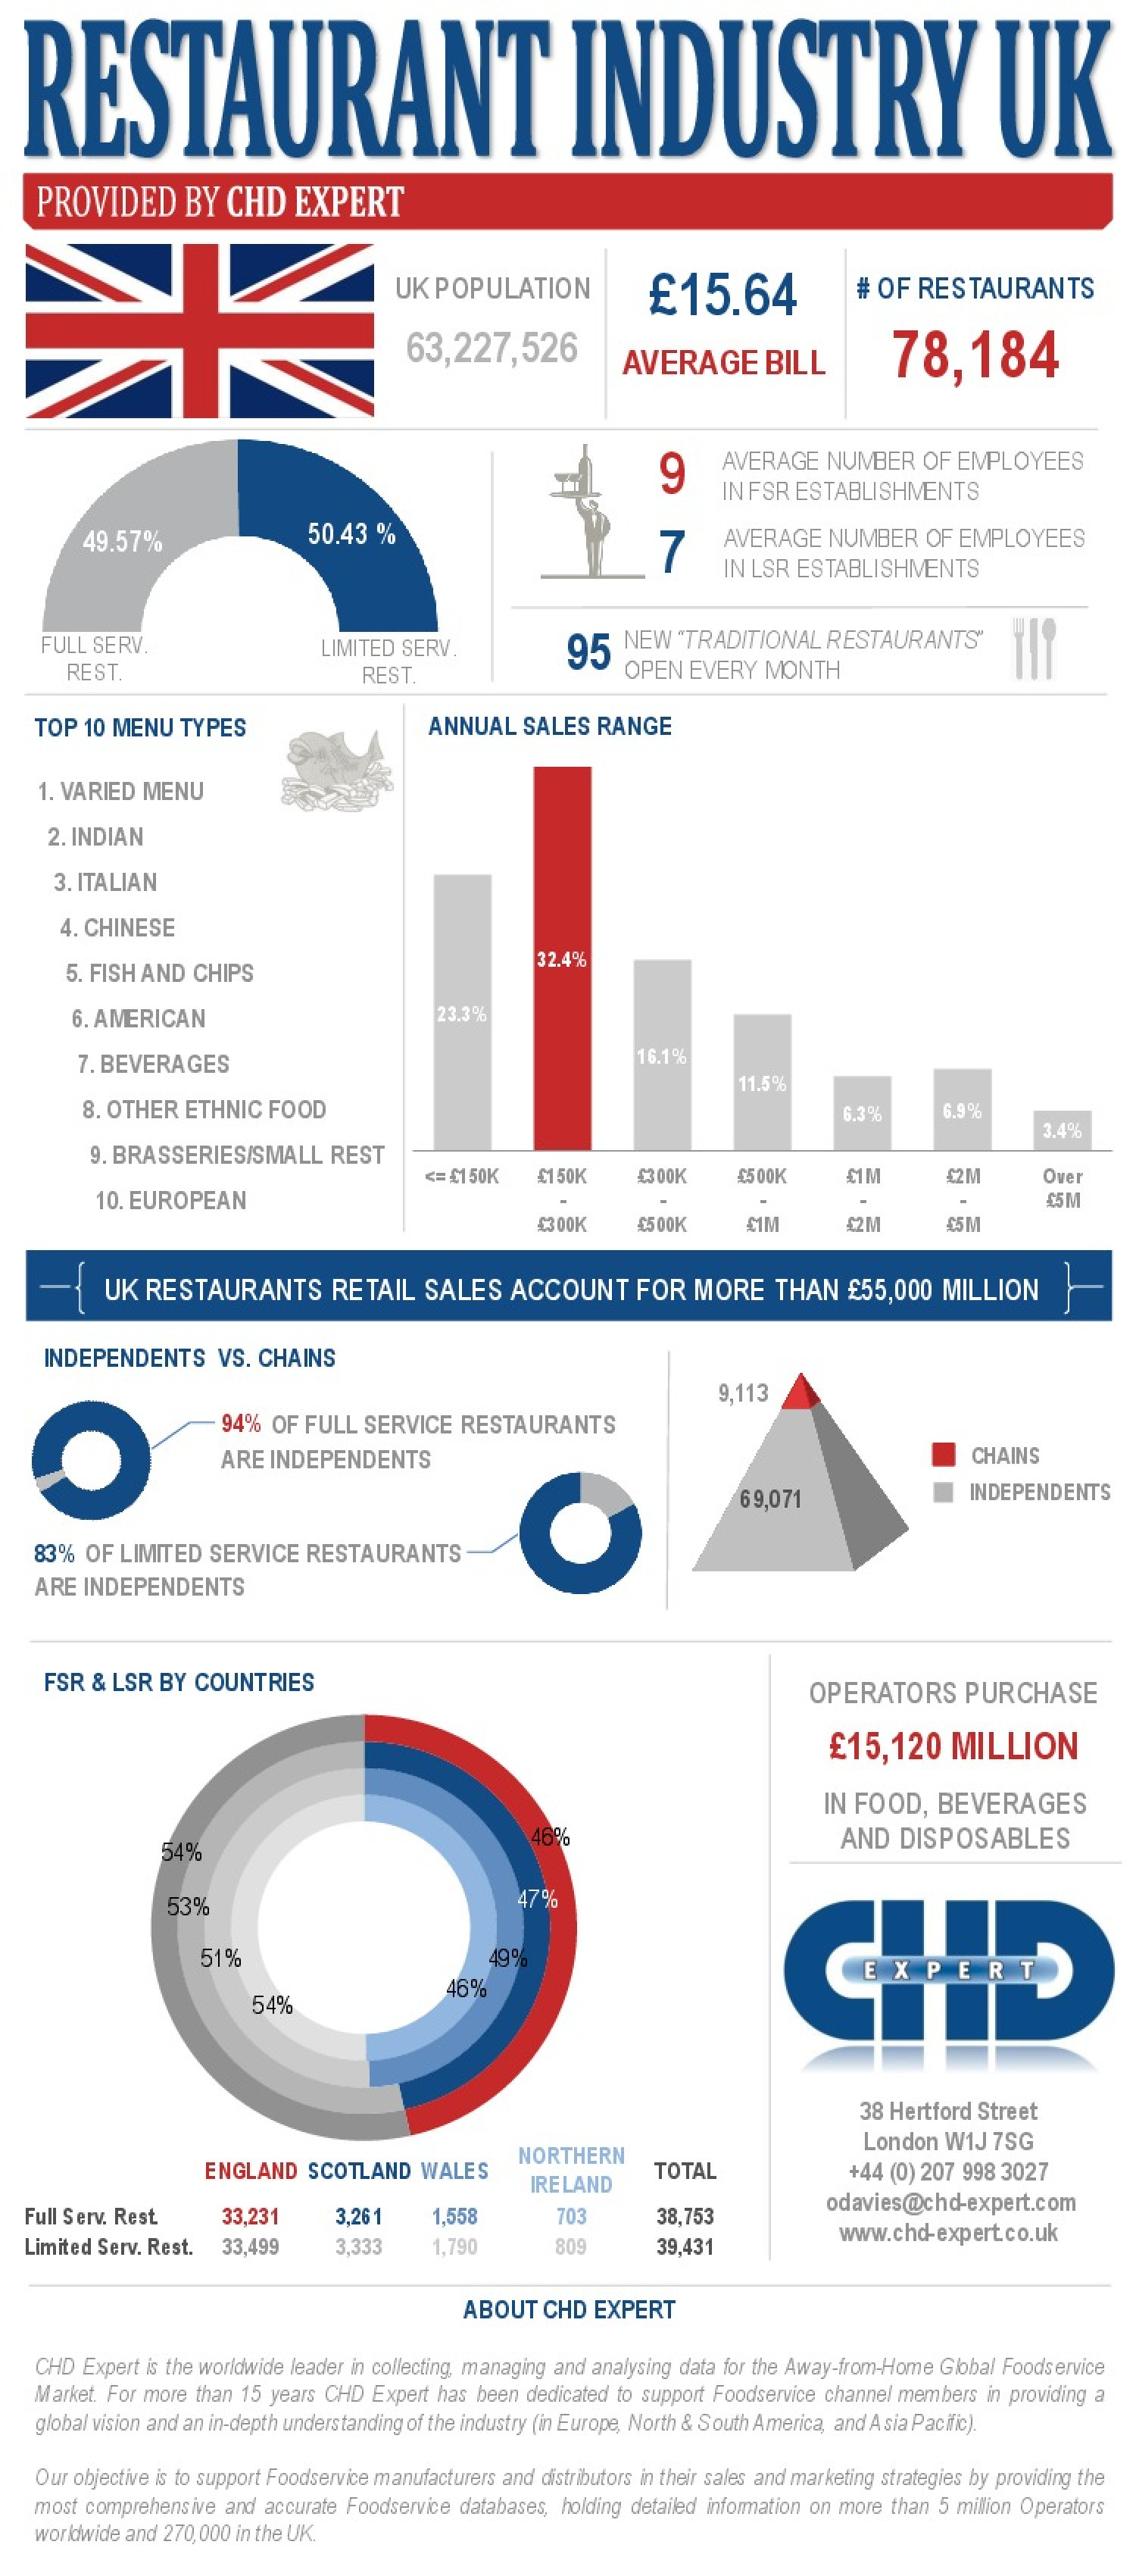 RESTAURANT INDUSTRY UK
PROVIDED BY CHD EXPERT
UK POPULATION
63,227,526
£15.64
AVERAGE BILL
# OF RESTAURANTS
78,184
49.57%
50.43 %
FULL SERV.
REST.
LIMITED SERV.
REST.
9
AVERAGE NUMBER OF EMPLOYEES
IN FSR ESTABLISHMENTS
7
AVERAGE NUMBER OF EMPLOYEES
IN LSR ESTABLISHMENTS
95
NEW “TRADITIONAL RESTAURANTS”
OPEN EVERY MONTH
TOP 10 MENU TYPES
1. VARIED MENU
2. INDIAN
3. ITALIAN
4. CHINESE
5. FISH AND CHIPS
6. AMERICAN
7. BEVERAGES
8. OTHER ETHNIC FOOD
9. BRASSERIES/SMALL REST
10. EUROPEAN
ANNUAL SALES RANGE
23.3%
32.4%
16.1%
11.5%
6.3%
6.9%
3.4%
<= £150K
£150K - £300K
£300K - £500K
£500K - £1M
£1M - £2M
£2M - £5M
Over £5M
UK RESTAURANTS RETAIL SALES ACCOUNT FOR MORE THAN £55,000 MILLION
INDEPENDENTS VS. CHAINS
94% OF FULL SERVICE RESTAURANTS
ARE INDEPENDENTS
83% OF LIMITED SERVICE RESTAURANTS
ARE INDEPENDENTS
9,113
69,071
CHAINS
INDEPENDENTS
FSR & LSR BY COUNTRIES
54%
53%
51%
54%
46%
47%
49%
46%
ENGLAND SCOTLAND WALES NORTHERN IRELAND TOTAL
Full Serv. Rest. 33,231 3,261 1,558 703 38,753
Limited Serv. Rest. 33,499 3,333 1,790 809 39,431
OPERATORS PURCHASE
£15,120 MILLION
IN FOOD, BEVERAGES
AND DISPOSABLES
CHD
EXPERT
38 Hertford Street
London W1J 7SG
+44 (0) 207 998 3027
odavies@chd-expert.com
www.chd-expert.co.uk
ABOUT CHD EXPERT
CHD Expert is the worldwide leader in collecting, managing and analysing data for the Away-from-Home Global Foodservice
Market. For more than 15 years CHD Expert has been dedicated to support Foodservice channel members in providing a
global vision and an in-depth understanding of the industry (in Europe, North & South America, and Asia Pacific).
Our objective is to support Foodservice manufacturers and distributors in their sales and marketing strategies by providing the
most comprehensive and accurate Foodservice databases, holding detailed information on more than 5 million Operators
worldwide and 270,000 in the UK.